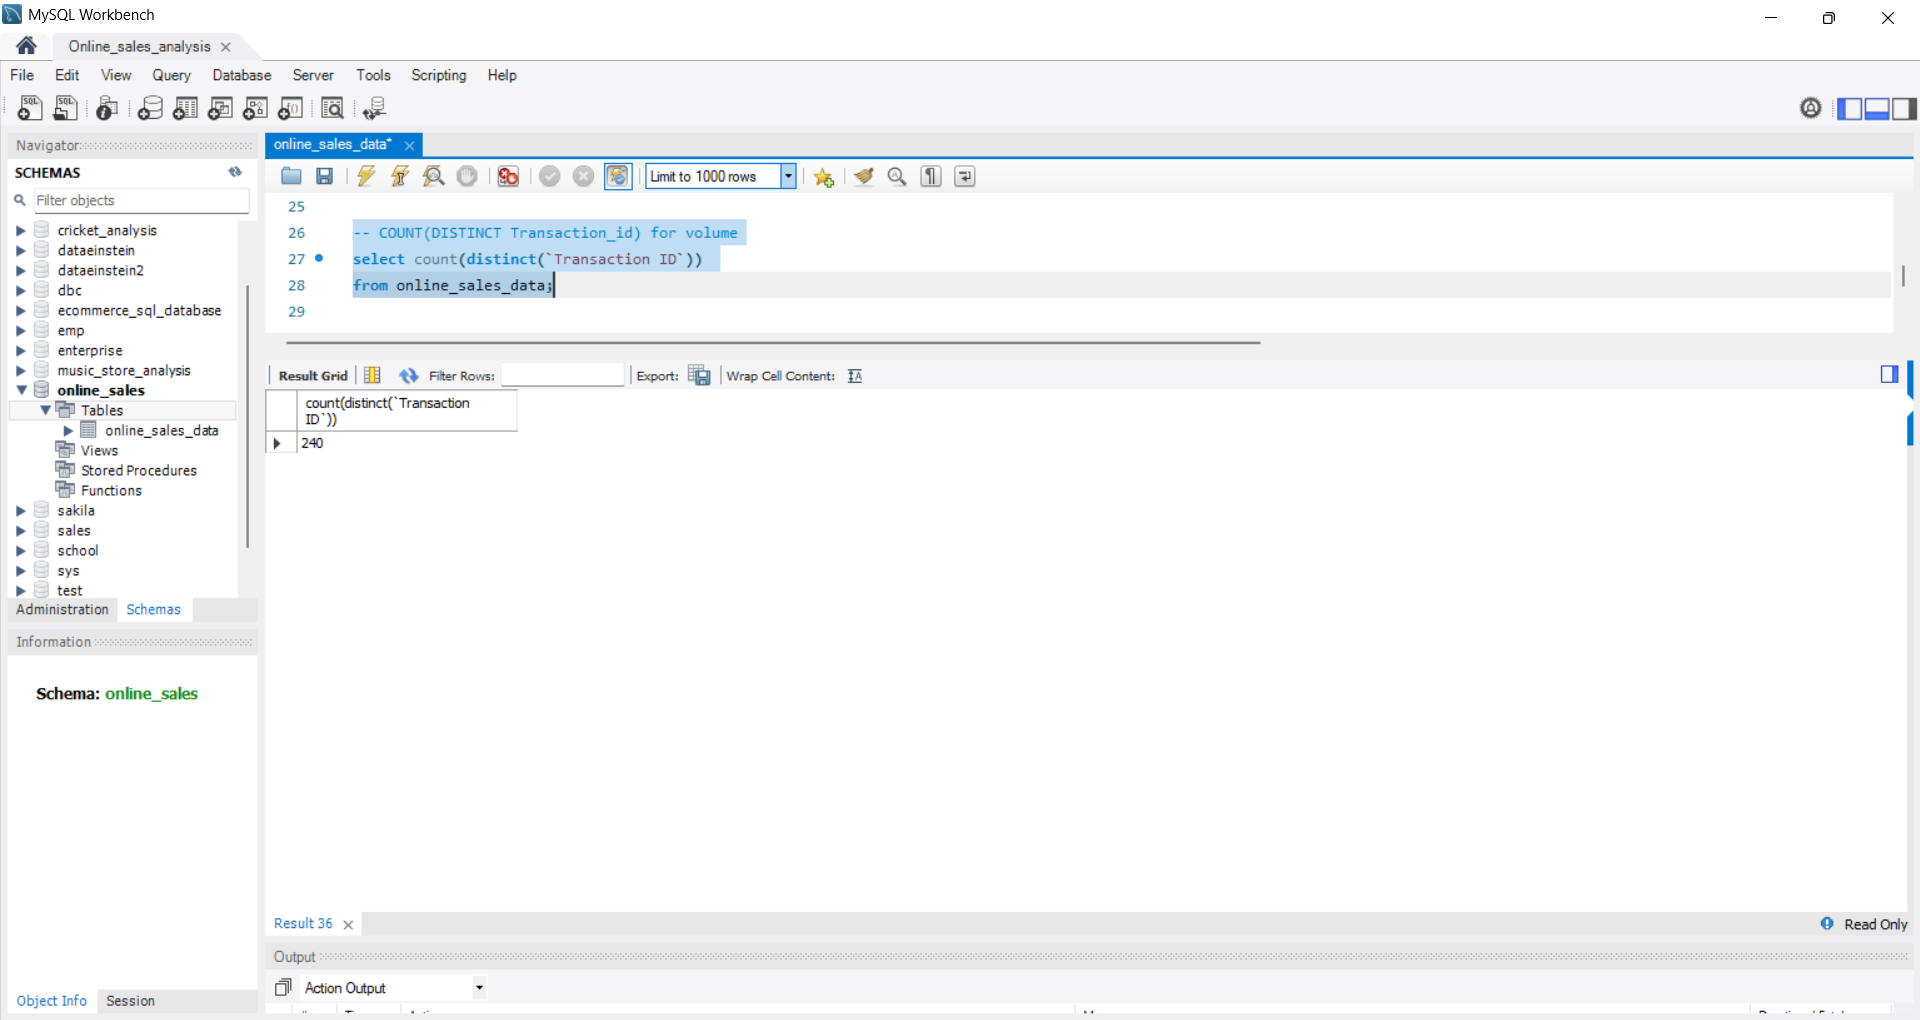 MySQL Workbench
Online_sales_analysis
File Edit View Query Database Server Tools Scripting Help
Navigator
SCHEMAS
Filter objects
cricket_analysis
dataeinstein
dataeinstein2
dbc
ecommerce_sql_database
emp
enterprise
music_store_analysis
online_sales
Tables
online_sales_data
Views
Stored Procedures
Functions
sakila
sales
school
sys
test
Administration Schemas
Information
Schema: online_sales
Object Info Session
online_sales_data*
Limit to 1000 rows
25
26 -- COUNT(DISTINCT Transaction_id) for volume
27 select count(distinct(`Transaction ID`))
28 from online_sales_data;
29
Result Grid Filter Rows: Export: Wrap Cell Content:
count(distinct(`Transaction
ID`))
240
Result 36 Read Only
Output
Action Output